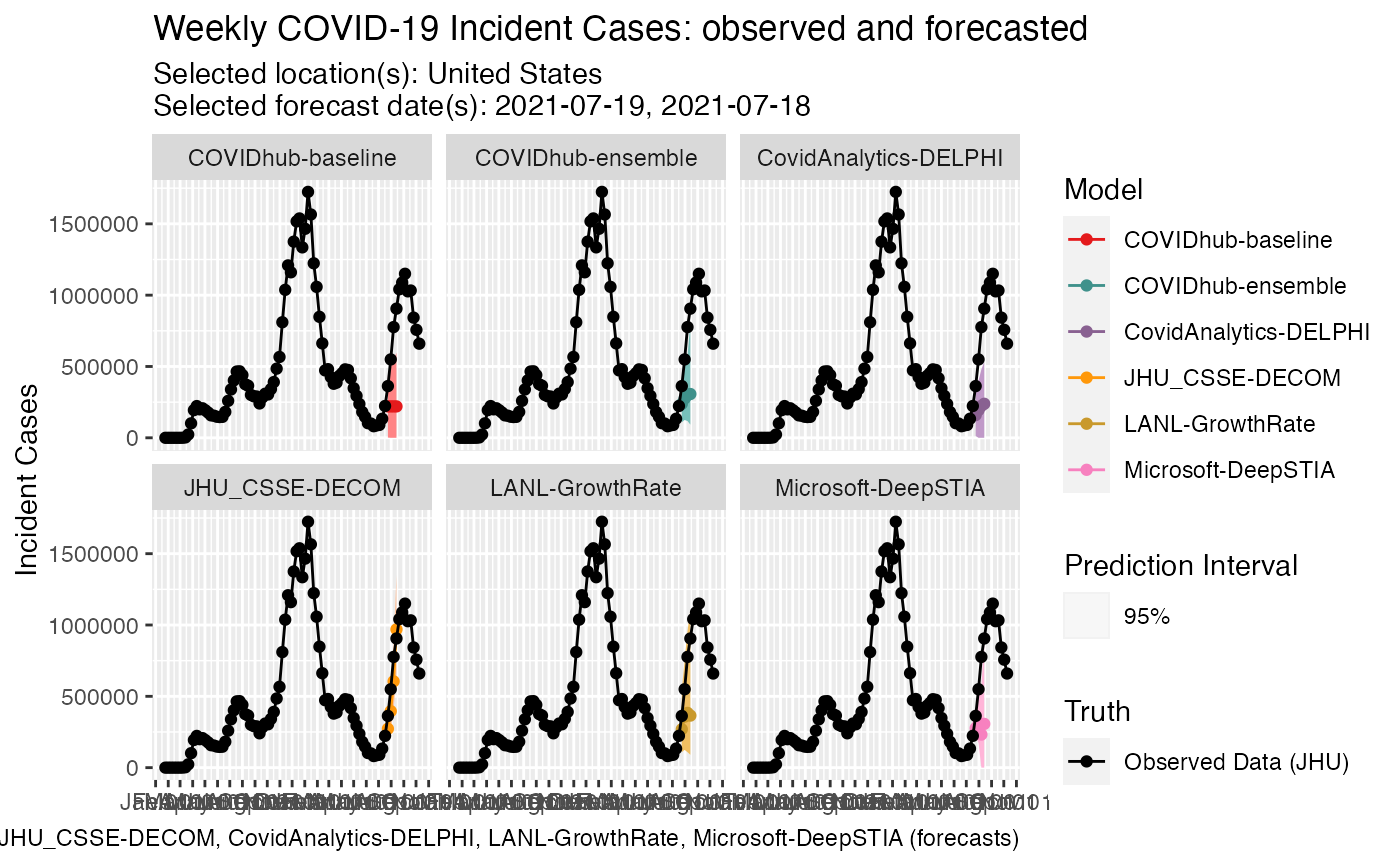 Weekly COVID-19 Incident Cases: observed and forecasted
Selected location(s): United States
Selected forecast date(s): 2021-07-19, 2021-07-18
COVIDhub-baseline
COVIDhub-ensemble
CovidAnalytics-DELPHI
1500000
1000000
500000
0
JHU_CSSE-DECOM
LANL-GrowthRate
Microsoft-DeepSTIA
1500000
1000000
500000
0
Incident Cases
Model
COVIDhub-baseline
COVIDhub-ensemble
CovidAnalytics-DELPHI
JHU_CSSE-DECOM
LANL-GrowthRate
Microsoft-DeepSTIA
Prediction Interval
95%
Truth
Observed Data (JHU)
JHU_CSSE-DECOM, CovidAnalytics-DELPHI, LANL-GrowthRate, Microsoft-DeepSTIA (forecasts)